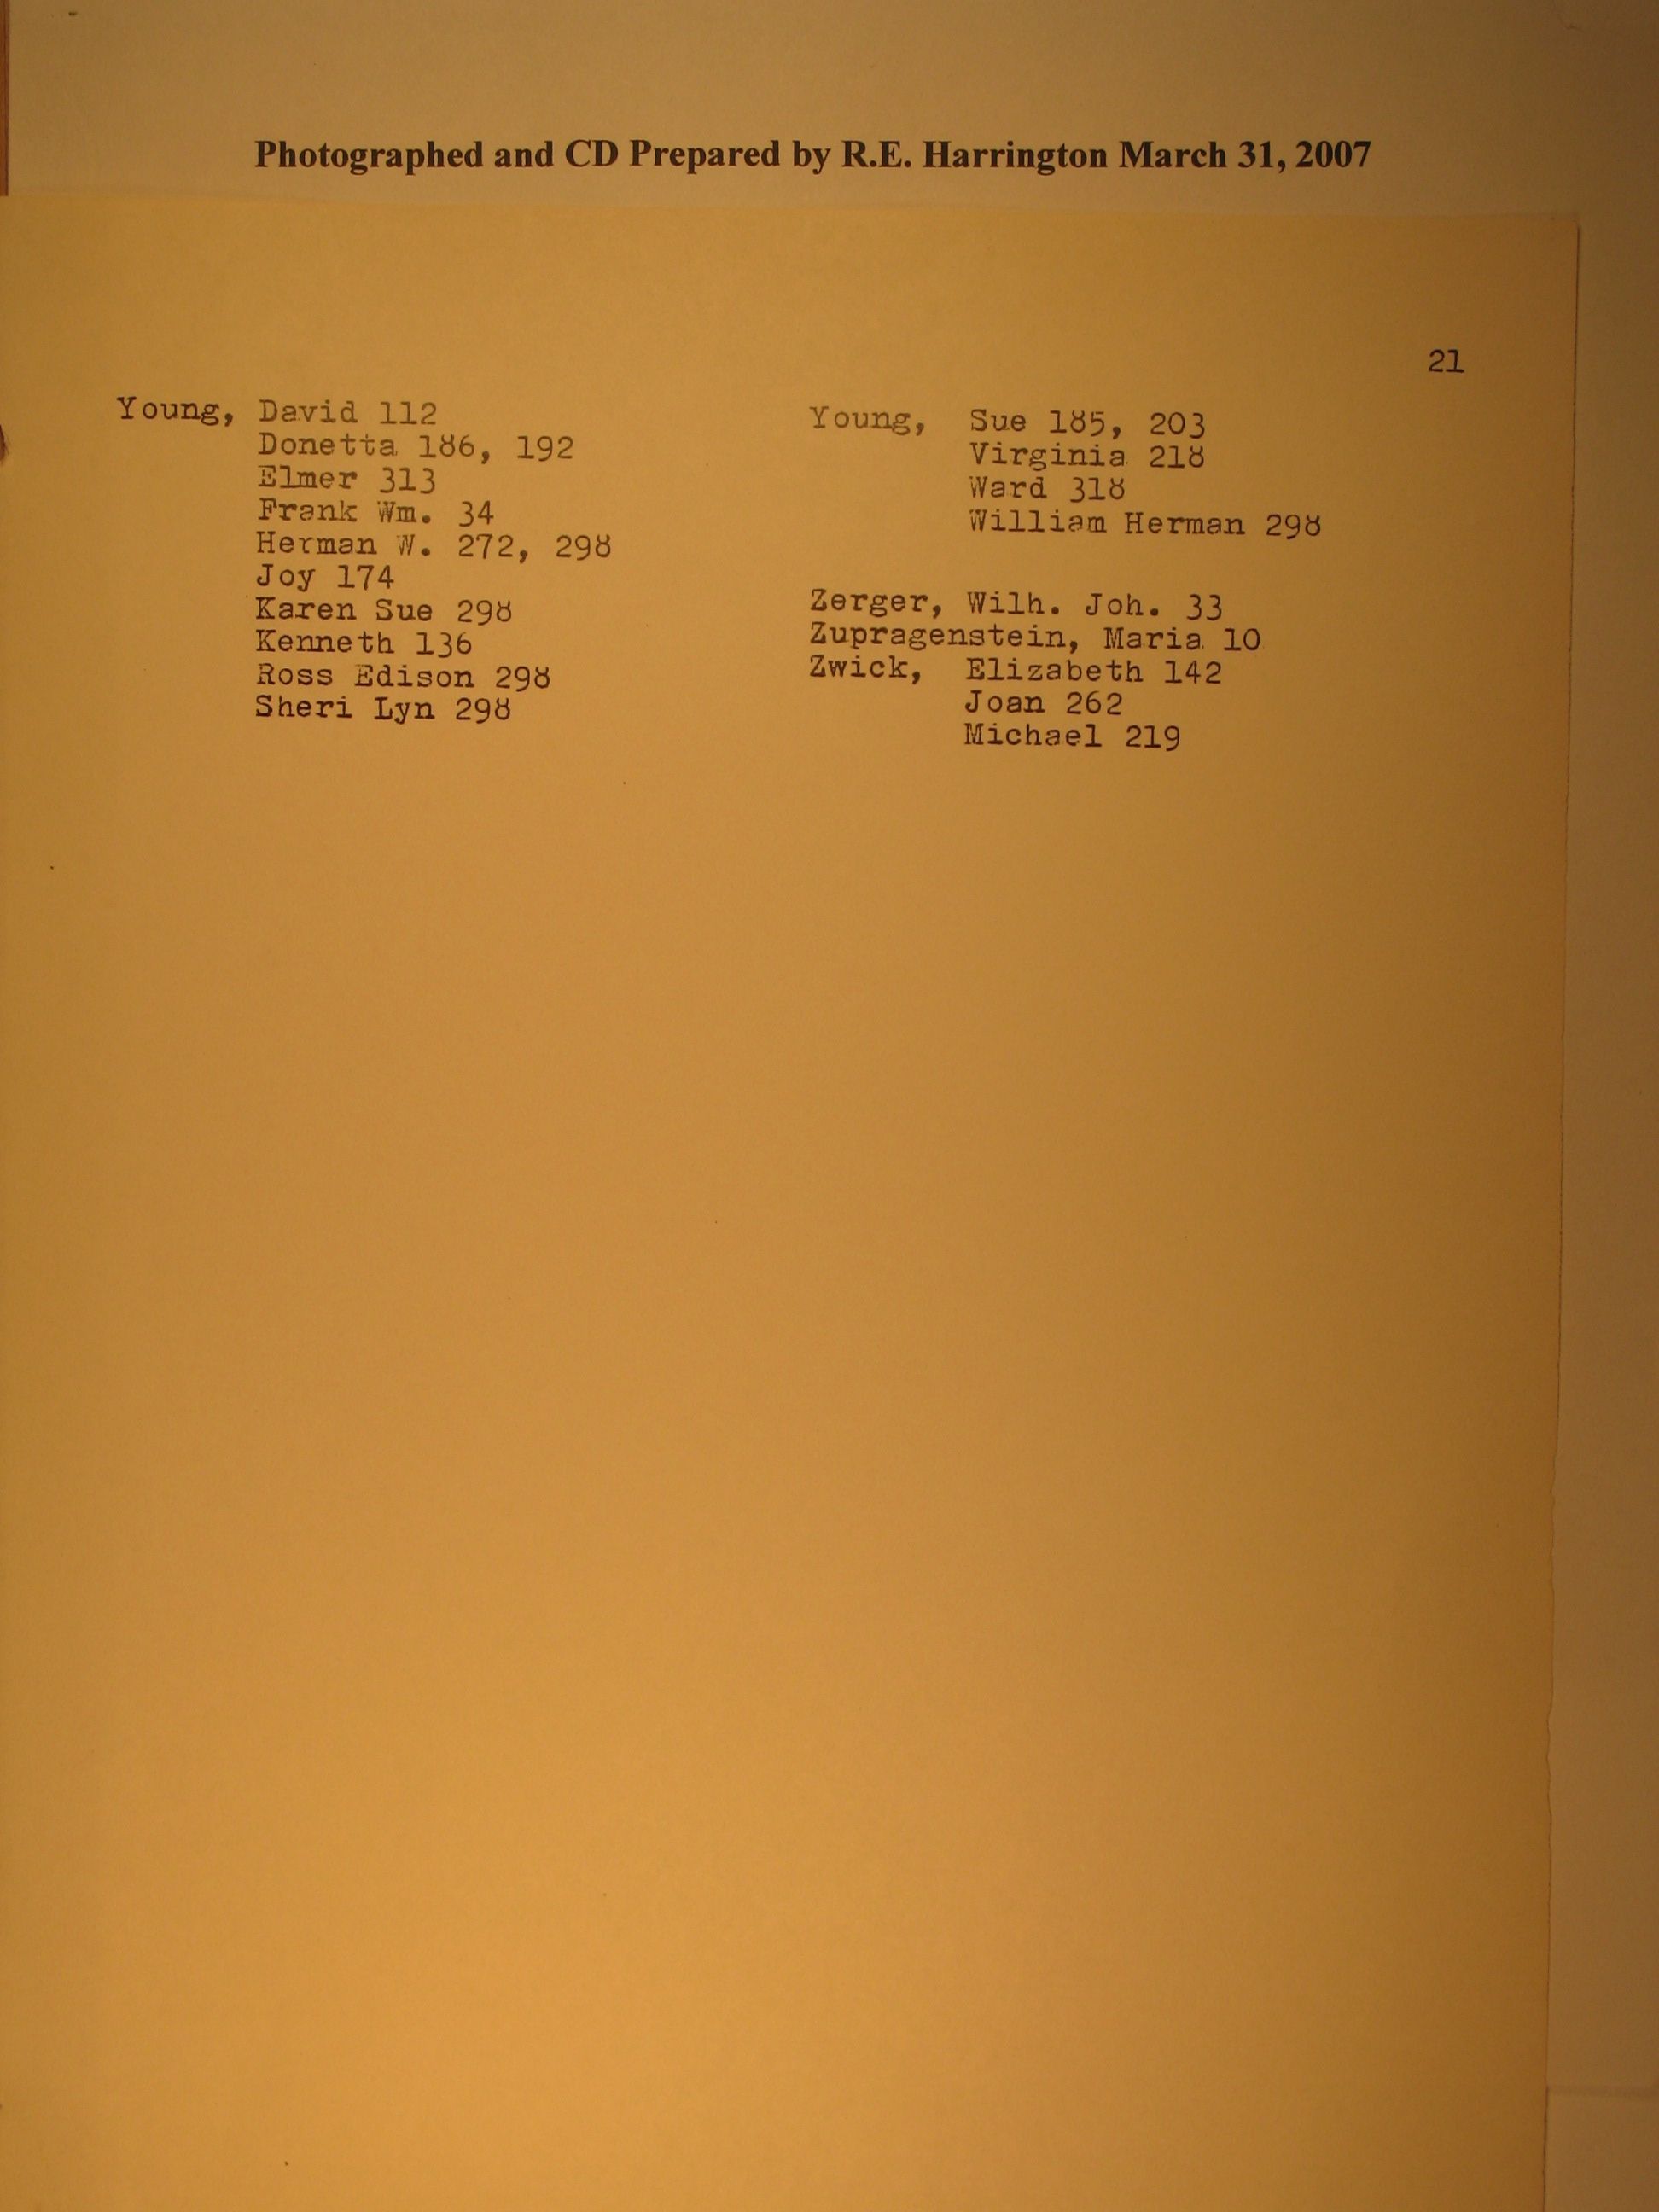 Photographed and CD Prepared by R.E. Harrington March 31, 2007
21
Young, David 112
Donetta 186, 192
Elmer 313
Frank Wm. 34
Herman W. 272, 298
Joy 174
Karen Sue 298
Kenneth 136
Ross Edison 298
Sheri Lyn 298
Young, Sue 185, 203
Virginia 218
Ward 318
William Herman 298
Zerger, Wilh. Joh. 33
Zupragenstein, Maria 10
Zwick, Elizabeth 142
Joan 262
Michael 219